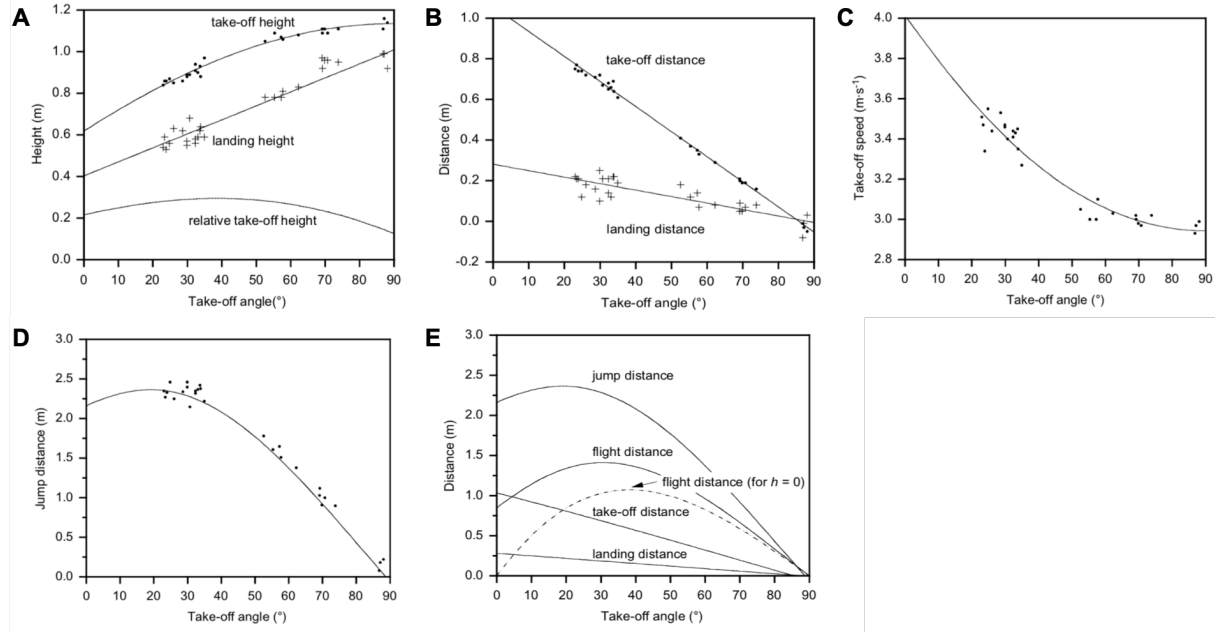 A
1.2
1.0
0.8
0.6
0.4
0.2
0.0
Height (m)
take-off height
landing height
relative take-off height
0 10 20 30 40 50 60 70 80 90
Take-off angle(°)
B
1.0
0.8
0.6
0.4
0.2
0.0
-0.2
Distance (m)
take-off distance
landing distance
0 10 20 30 40 50 60 70 80 90
Take-off angle (°)
C
4.0
3.6
3.4
3.2
3.0
2.8
Take-off speed (m·s⁻¹)
0 10 20 30 40 50 60 70 80 90
Take-off angle (°)
D
3.0
2.5
2.0
1.5
1.0
0.5
0.0
Jump distance (m)
0 10 20 30 40 50 60 70 80 90
Take-off angle (°)
E
3.0
2.5
2.0
1.5
1.0
0.5
0.0
Distance (m)
jump distance
flight distance
flight distance (for h = 0)
take-off distance
landing distance
0 10 20 30 40 50 60 70 80 90
Take-off angle (°)